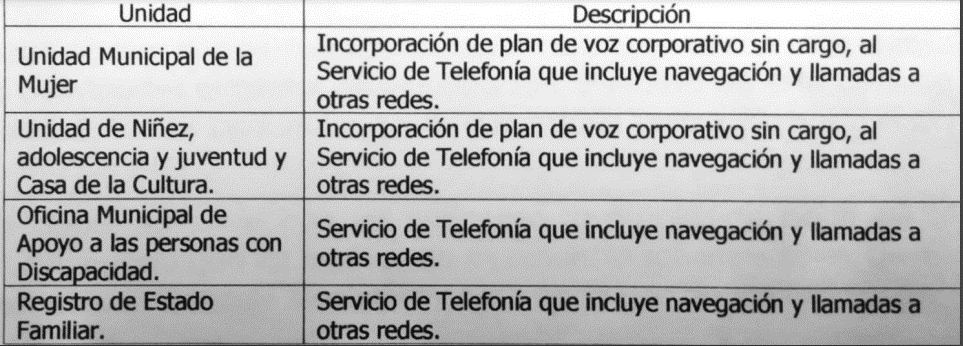 Unidad
Descripción
Unidad Municipal de la
Mujer
Incorporación de plan de voz corporativo sin cargo, al
Servicio de Telefonía que incluye navegación y llamadas a
otras redes.
Unidad de Niñez,
adolescencia y juventud y
Casa de la Cultura.
Incorporación de plan de voz corporativo sin cargo, al
Servicio de Telefonía que incluye navegación y llamadas a
otras redes.
Oficina Municipal de
Apoyo a las personas con
Discapacidad.
Servicio de Telefonía que incluye navegación y llamadas a
otras redes.
Registro de Estado
Familiar.
Servicio de Telefonía que incluye navegación y llamadas a
otras redes.